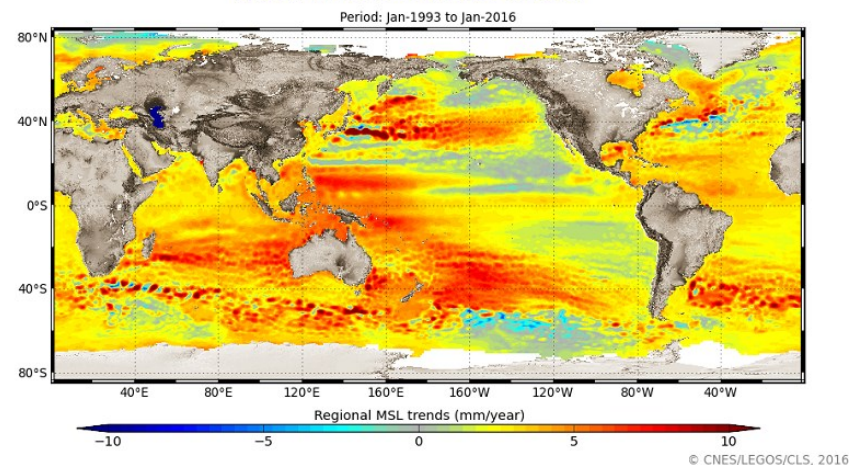 Period: Jan-1993 to Jan-2016
80°N
40°N
0°S
40°S
80°S
40°E 80°E 120°E 160°E 160°W 120°W 80°W 40°W
Regional MSL trends (mm/year)
−10 −5 0 5 10
© CNES/LEGOS/CLS, 2016